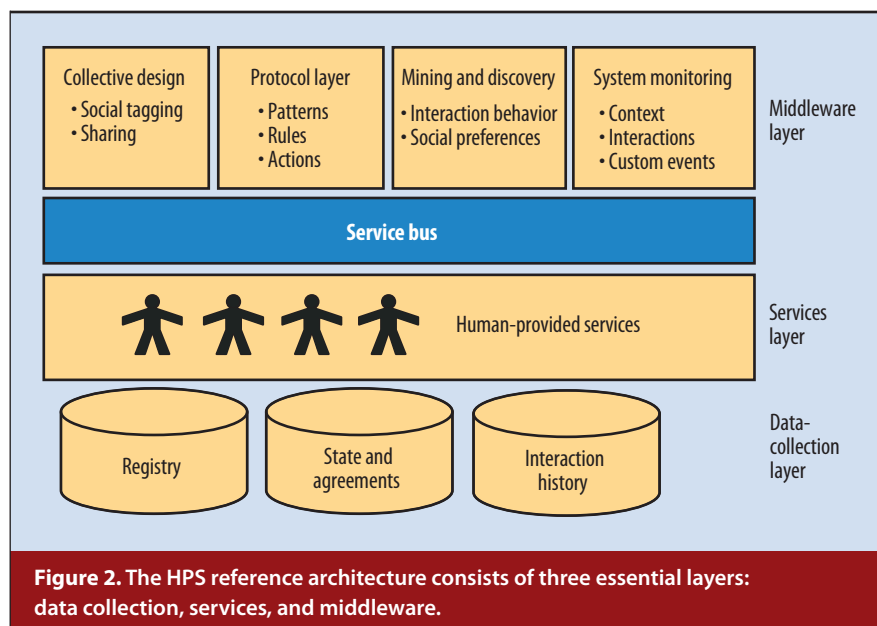 Collective design
• Social tagging
• Sharing
Protocol layer
• Patterns
• Rules
• Actions
Mining and discovery
• Interaction behavior
• Social preferences
System monitoring
• Context
• Interactions
• Custom events
Middleware
layer
Service bus
Human-provided services
Services
layer
Registry
State and
agreements
Interaction
history
Data-
collection
layer
Figure 2. The HPS reference architecture consists of three essential layers:
data collection, services, and middleware.